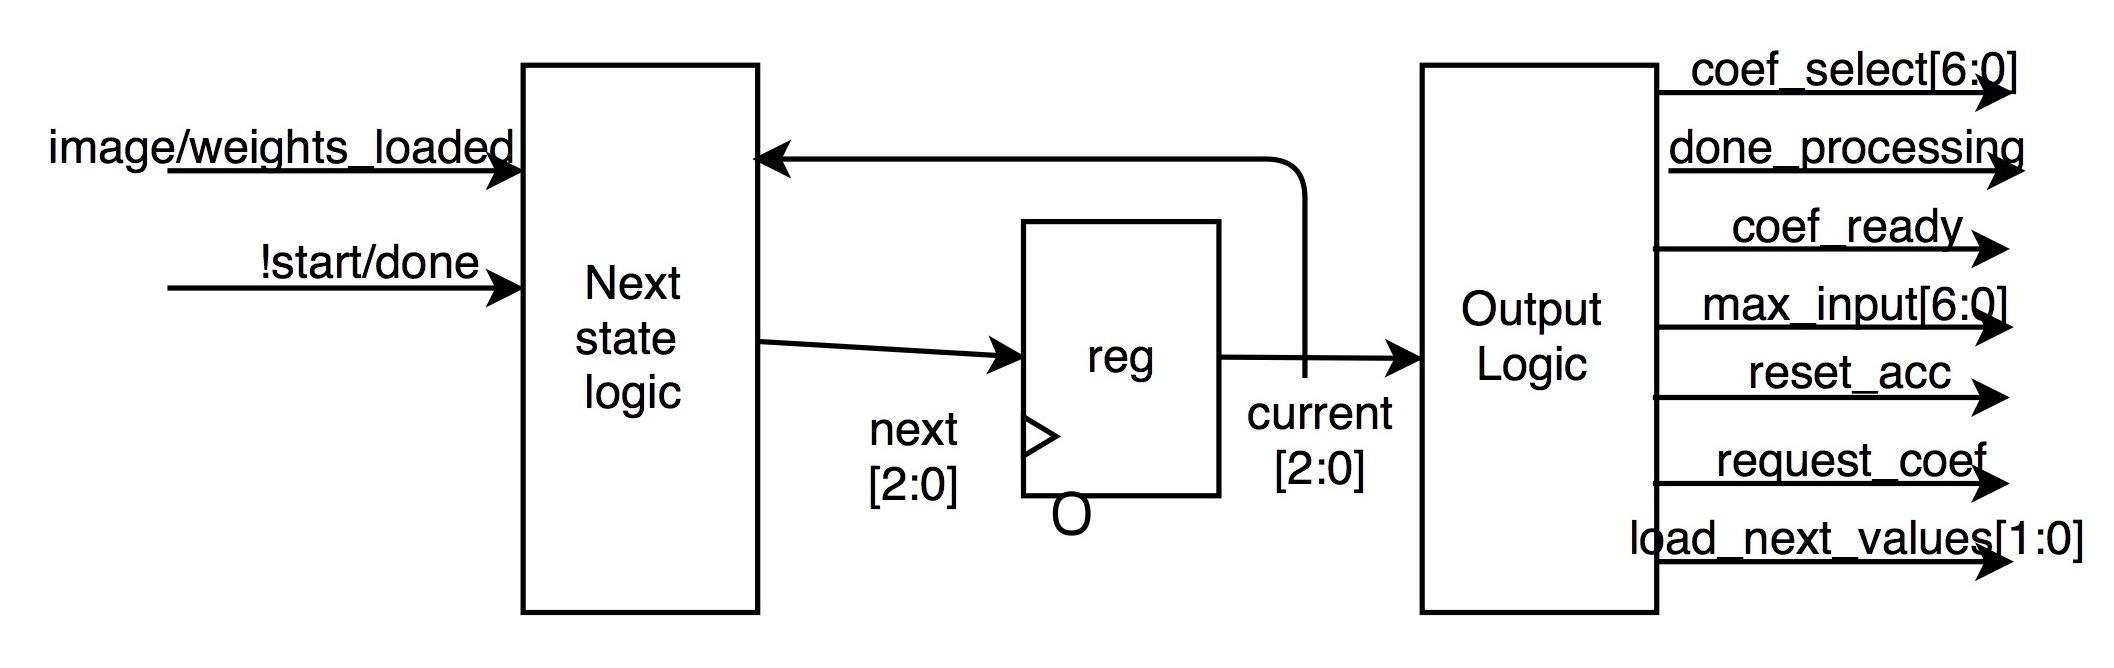 image/weights_loaded
!start/done
Next
state
logic
next
[2:0]
reg
O
current
[2:0]
Output
Logic
coef_select[6:0]
done_processing
coef_ready
max_input[6:0]
reset_acc
request_coef
load_next_values[1:0]